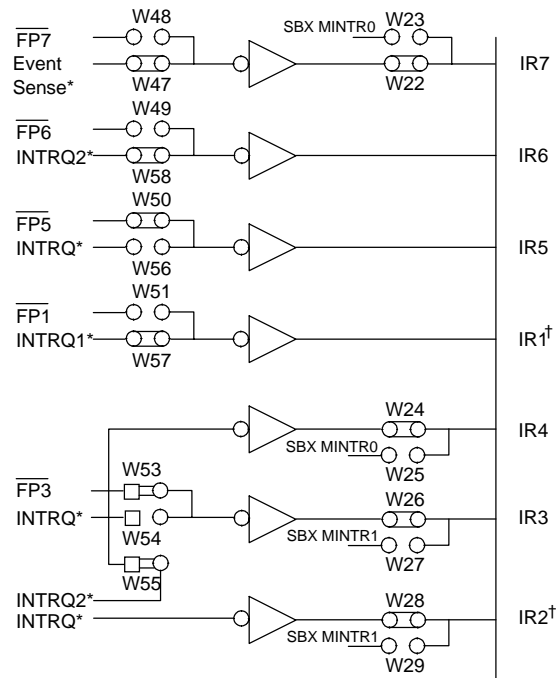 W48
W23
FP7
SBX MINTR0
Event
Sense*
W47
W22
IR7
W49
FP6
INTRQ2*
IR6
W58
W50
FP5
INTRQ*
IR5
W56
W51
FP1
INTRQ1*
IR1†
W57
W24
IR4
SBX MINTR0
W25
W53
FP3
W26
INTRQ*
IR3
W54
SBX MINTR1
W27
W55
INTRQ2*
W28
INTRQ*
IR2†
SBX MINTR1
W29